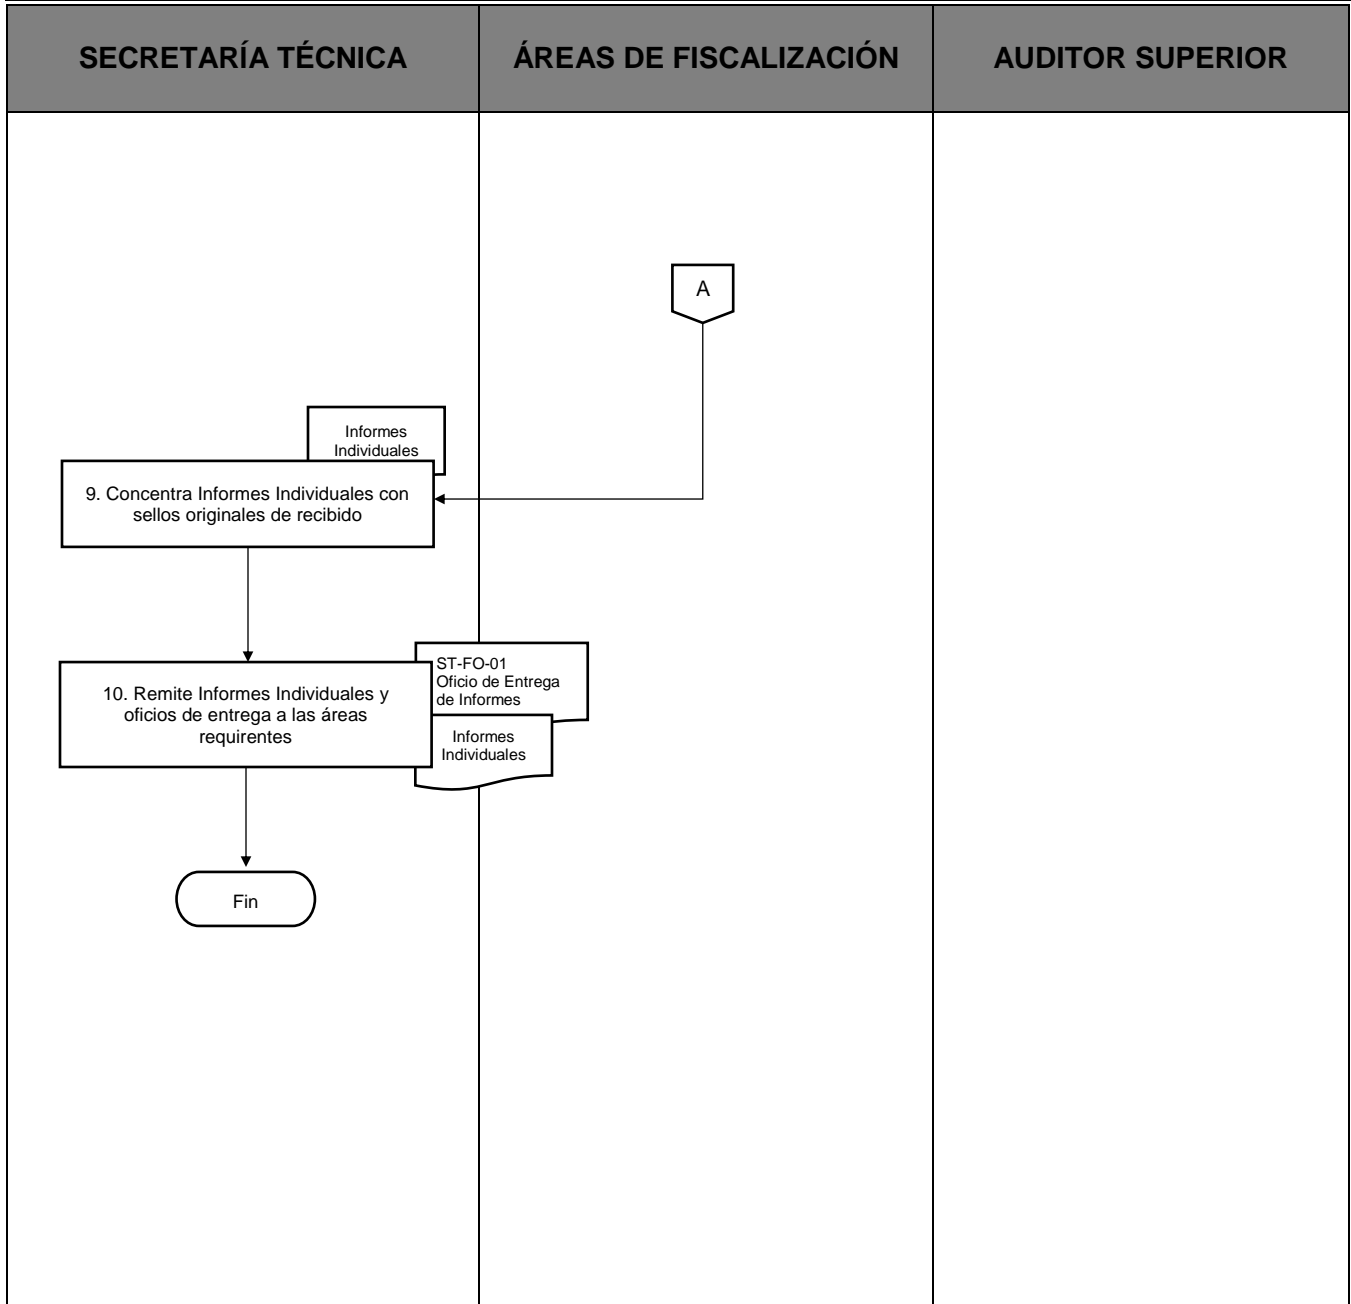 SECRETARÍA TÉCNICA
ÁREAS DE FISCALIZACIÓN
AUDITOR SUPERIOR
A
Informes
Individuales
9. Concentra Informes Individuales con
sellos originales de recibido
ST-FO-01
Oficio de Entrega
de Informes
10. Remite Informes Individuales y
oficios de entrega a las áreas
requirentes
Informes
Individuales
Fin